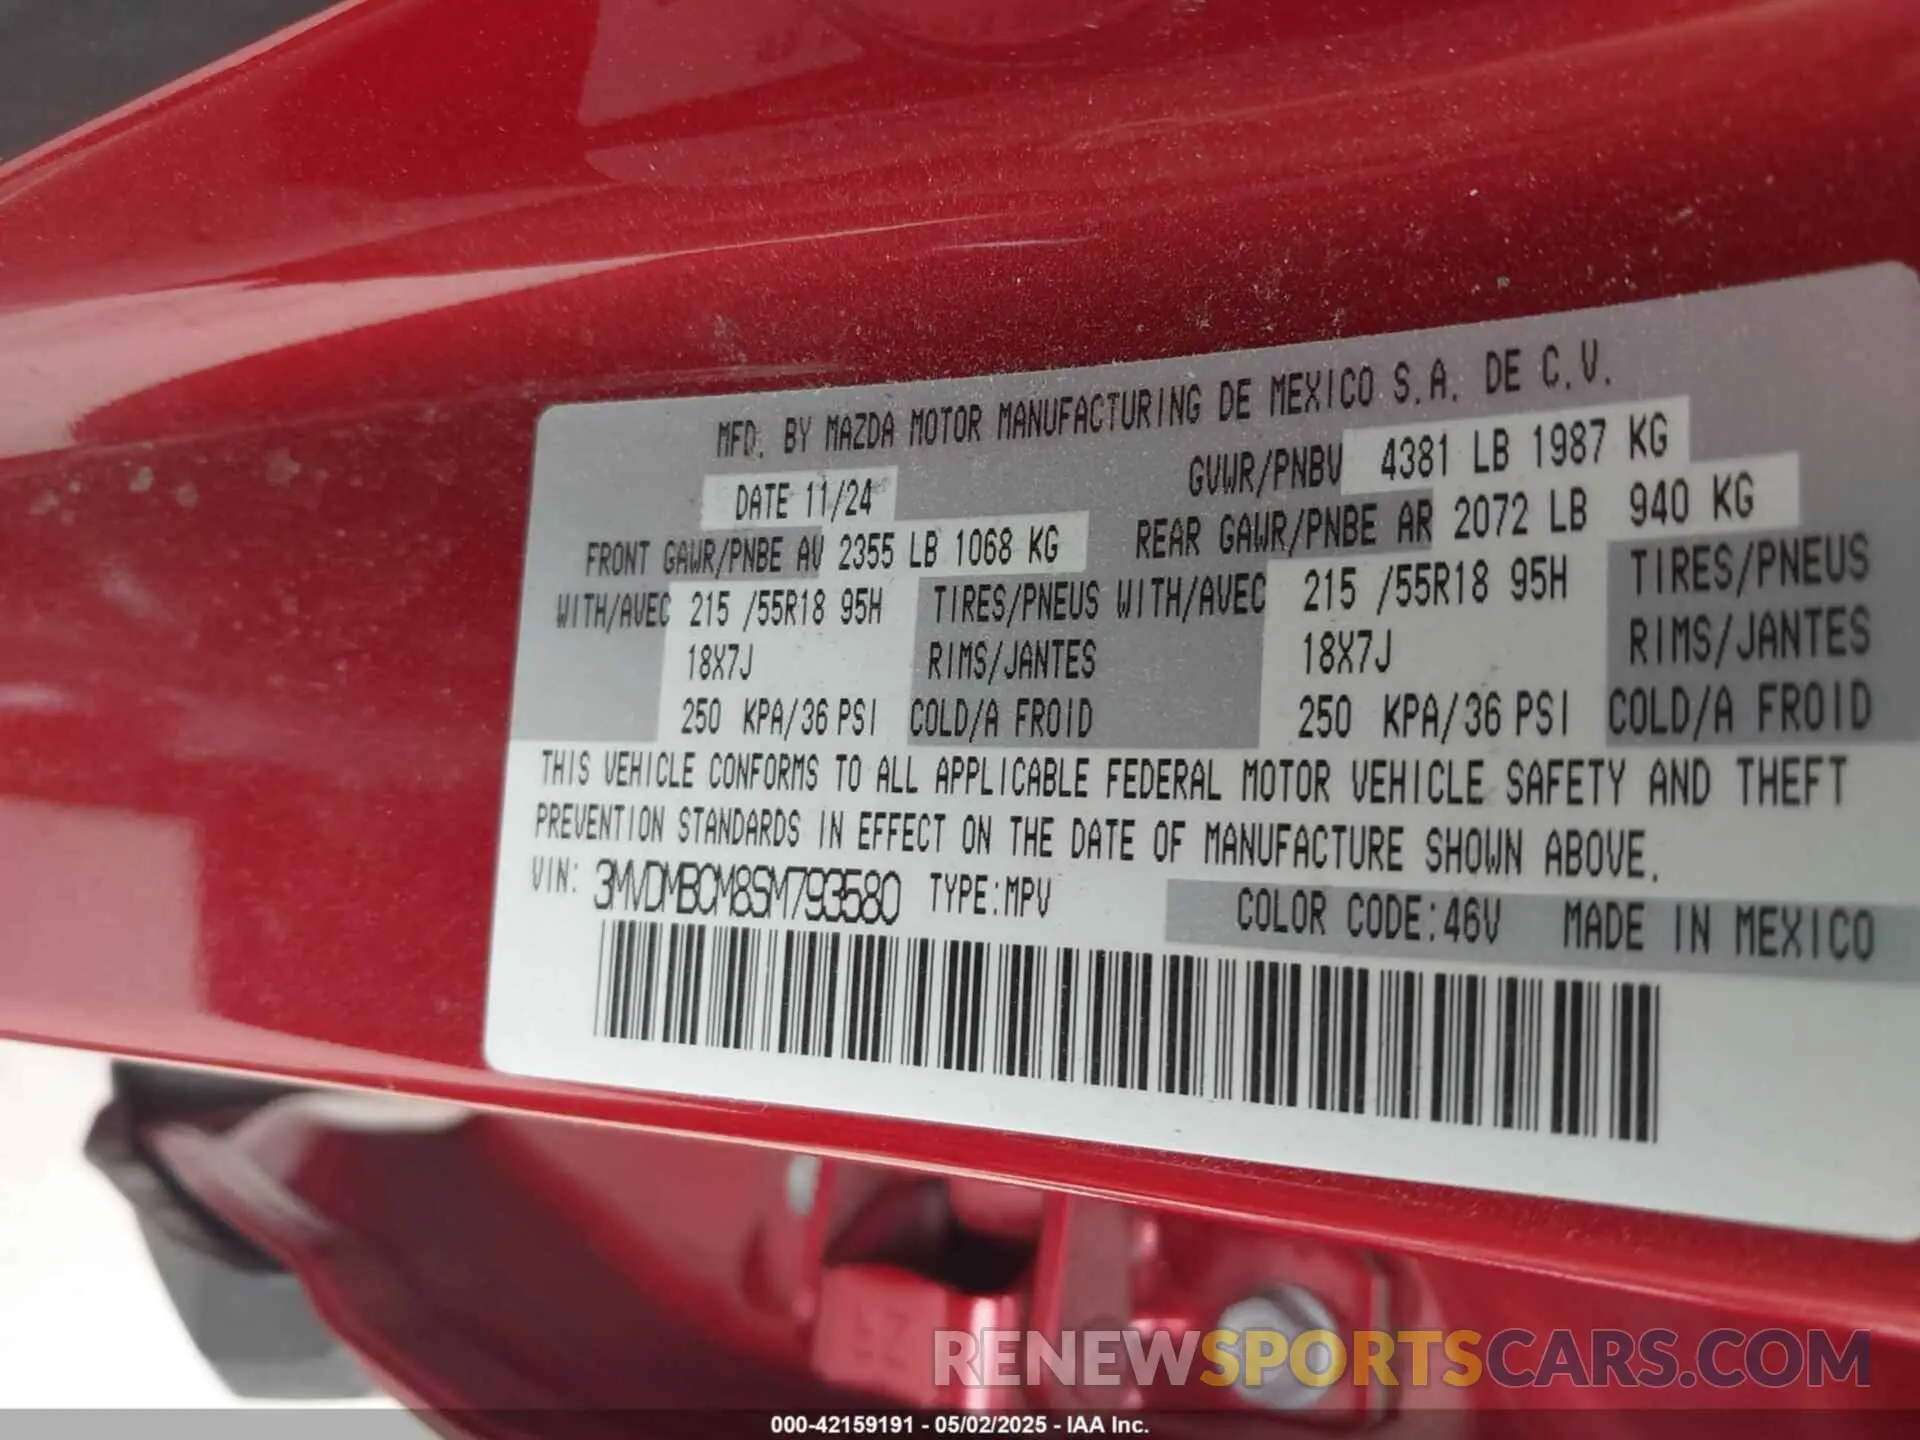 MFD. BY MAZDA MOTOR MANUFACTURING DE MEXICO S.A. DE C.V.
DATE 11/24 GVWR/PNBV 4381 LB 1987 KG
FRONT GAWR/PNBE AV 2355 LB 1068 KG REAR GAWR/PNBE AR 2072 LB 940 KG
WITH/AVEC 215 /55R18 95H TIRES/PNEUS WITH/AVEC 215 /55R18 95H TIRES/PNEUS
18X7J RIMS/JANTES 18X7J RIMS/JANTES
250 KPA/36 PSI COLD/A FROID 250 KPA/36 PSI COLD/A FROID
THIS VEHICLE CONFORMS TO ALL APPLICABLE FEDERAL MOTOR VEHICLE SAFETY AND THEFT
PREVENTION STANDARDS IN EFFECT ON THE DATE OF MANUFACTURE SHOWN ABOVE.
VIN: 3MVDMBCM8SM793580 TYPE:MPV COLOR CODE:46V MADE IN MEXICO
RENEWSPORTSCARS.COM
000-42159191 - 05/02/2025 - IAA Inc.